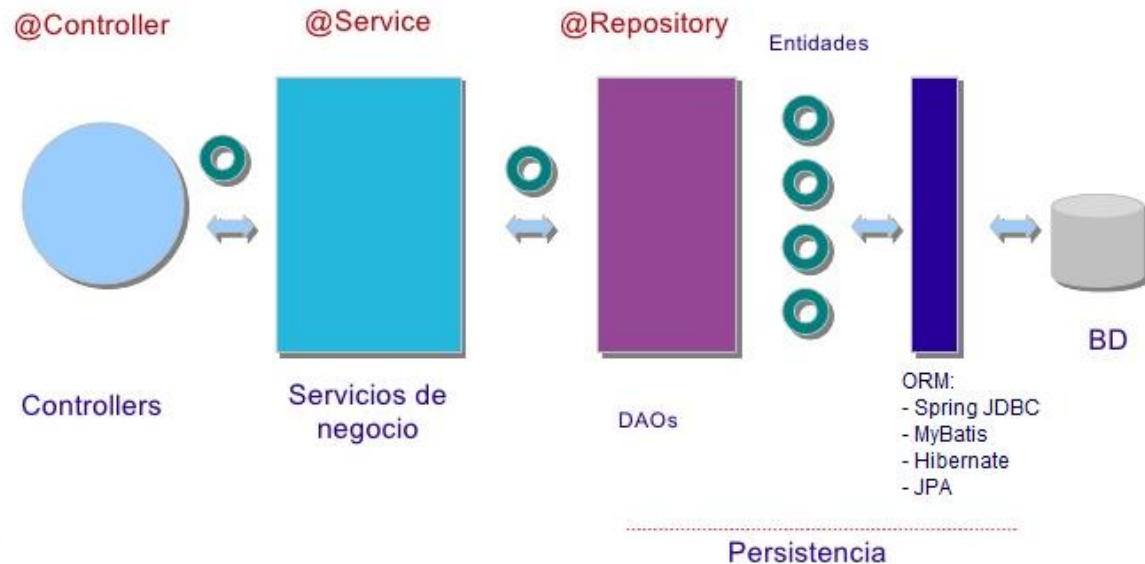 @Controller
@Service
@Repository
Entidades
Controllers
Servicios de
negocio
DAOs
ORM:
- Spring JDBC
- MyBatis
- Hibernate
- JPA
BD
Persistencia